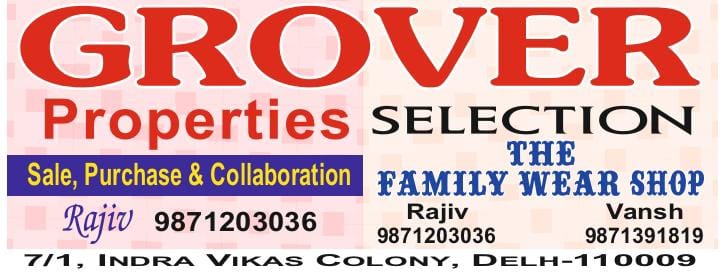 GROVER
Properties
Sale, Purchase & Collaboration
Rajiv 9871203036
SELECTION
THE
FAMILY WEAR SHOP
Rajiv Vansh
9871203036 9871391819
7/1, INDRA VIKAS COLONY, DELH-110009